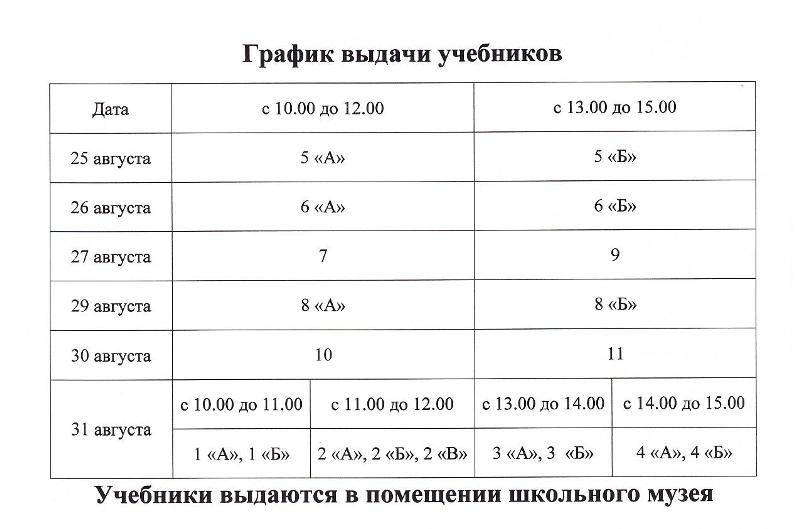 График выдачи учебников
Дата с 10.00 до 12.00 с 13.00 до 15.00
25 августа 5 «А» 5 «Б»
26 августа 6 «А» 6 «Б»
27 августа 7 9
29 августа 8 «А» 8 «Б»
30 августа 10 11
31 августа с 10.00 до 11.00 с 11.00 до 12.00 с 13.00 до 14.00 с 14.00 до 15.00
1 «А», 1 «Б» 2 «А», 2 «Б», 2 «В» 3 «А», 3 «Б» 4 «А», 4 «Б»
Учебники выдаются в помещении школьного музея